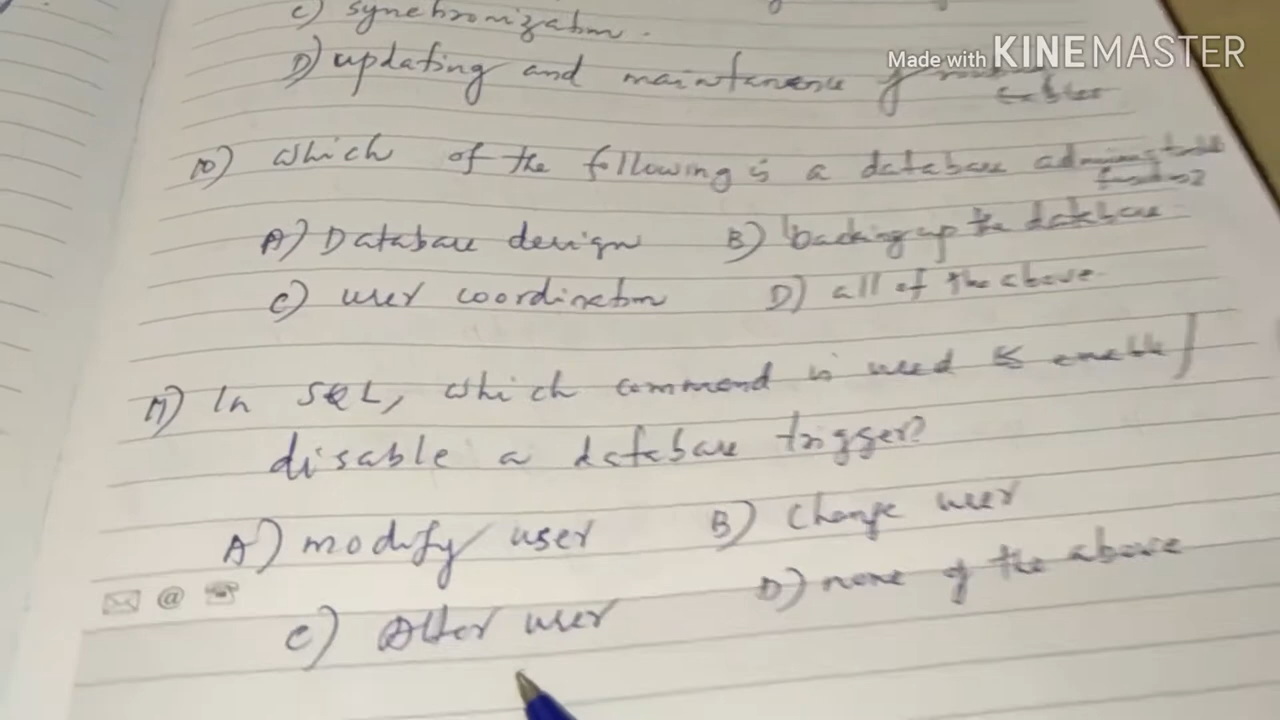 c) synchronization.
Made with KINEMASTER
D) updating and maintenance of
tables
10) which of the following is a database
A) Database design B) backing up the database
C) user coordination D) all of the above.
11) In SQL, which command is used to enable/
disable a database trigger?
A) modify user B) change user
C) Alter user D) none of the above